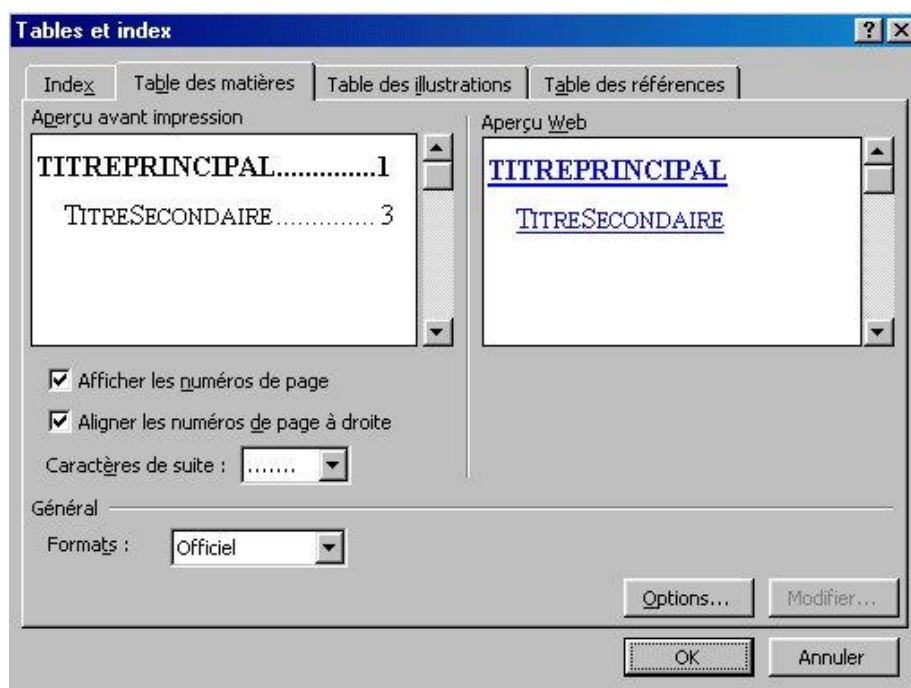 Tables et index
Index Table des matières Table des illustrations Table des références
Aperçu avant impression
TITREPRINCIPAL..............1
TITRESECONDAIRE............... 3
Aperçu Web
TITREPRINCIPAL
TITRESECONDAIRE
Afficher les numéros de page
Aligner les numéros de page à droite
Caractères de suite : .......
Général
Formats : Officiel
Options... Modifier...
OK Annuler